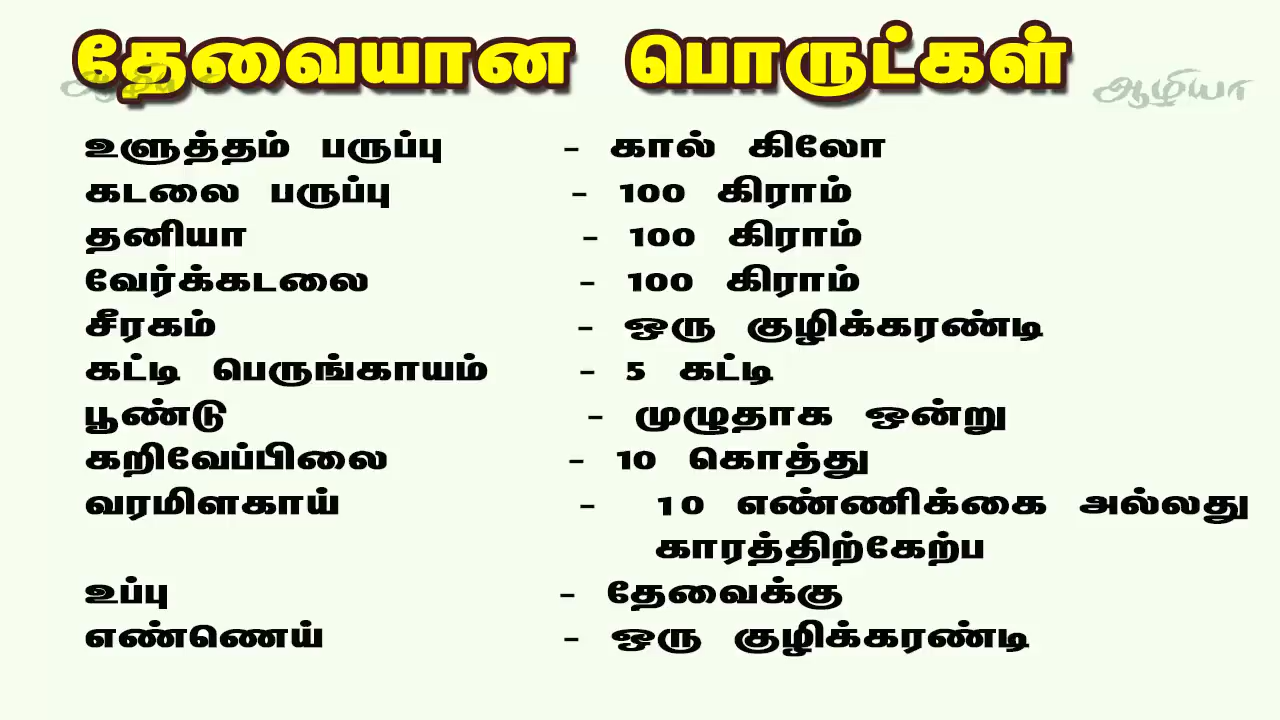 தேவையான பொருட்கள்
ஆழியா
உளுத்தம் பருப்பு - கால் கிலோ
கடலை பருப்பு - 100 கிராம்
தனியா - 100 கிராம்
வேர்க்கடலை - 100 கிராம்
சீரகம் - ஒரு குழிக்கரண்டி
கட்டி பெருங்காயம் - 5 கட்டி
பூண்டு - முழுதாக ஒன்று
கறிவேப்பிலை - 10 கொத்து
வரமிளகாய் - 10 எண்ணிக்கை அல்லது
காரத்திற்கேற்ப
உப்பு - தேவைக்கு
எண்ணெய் - ஒரு குழிக்கரண்டி